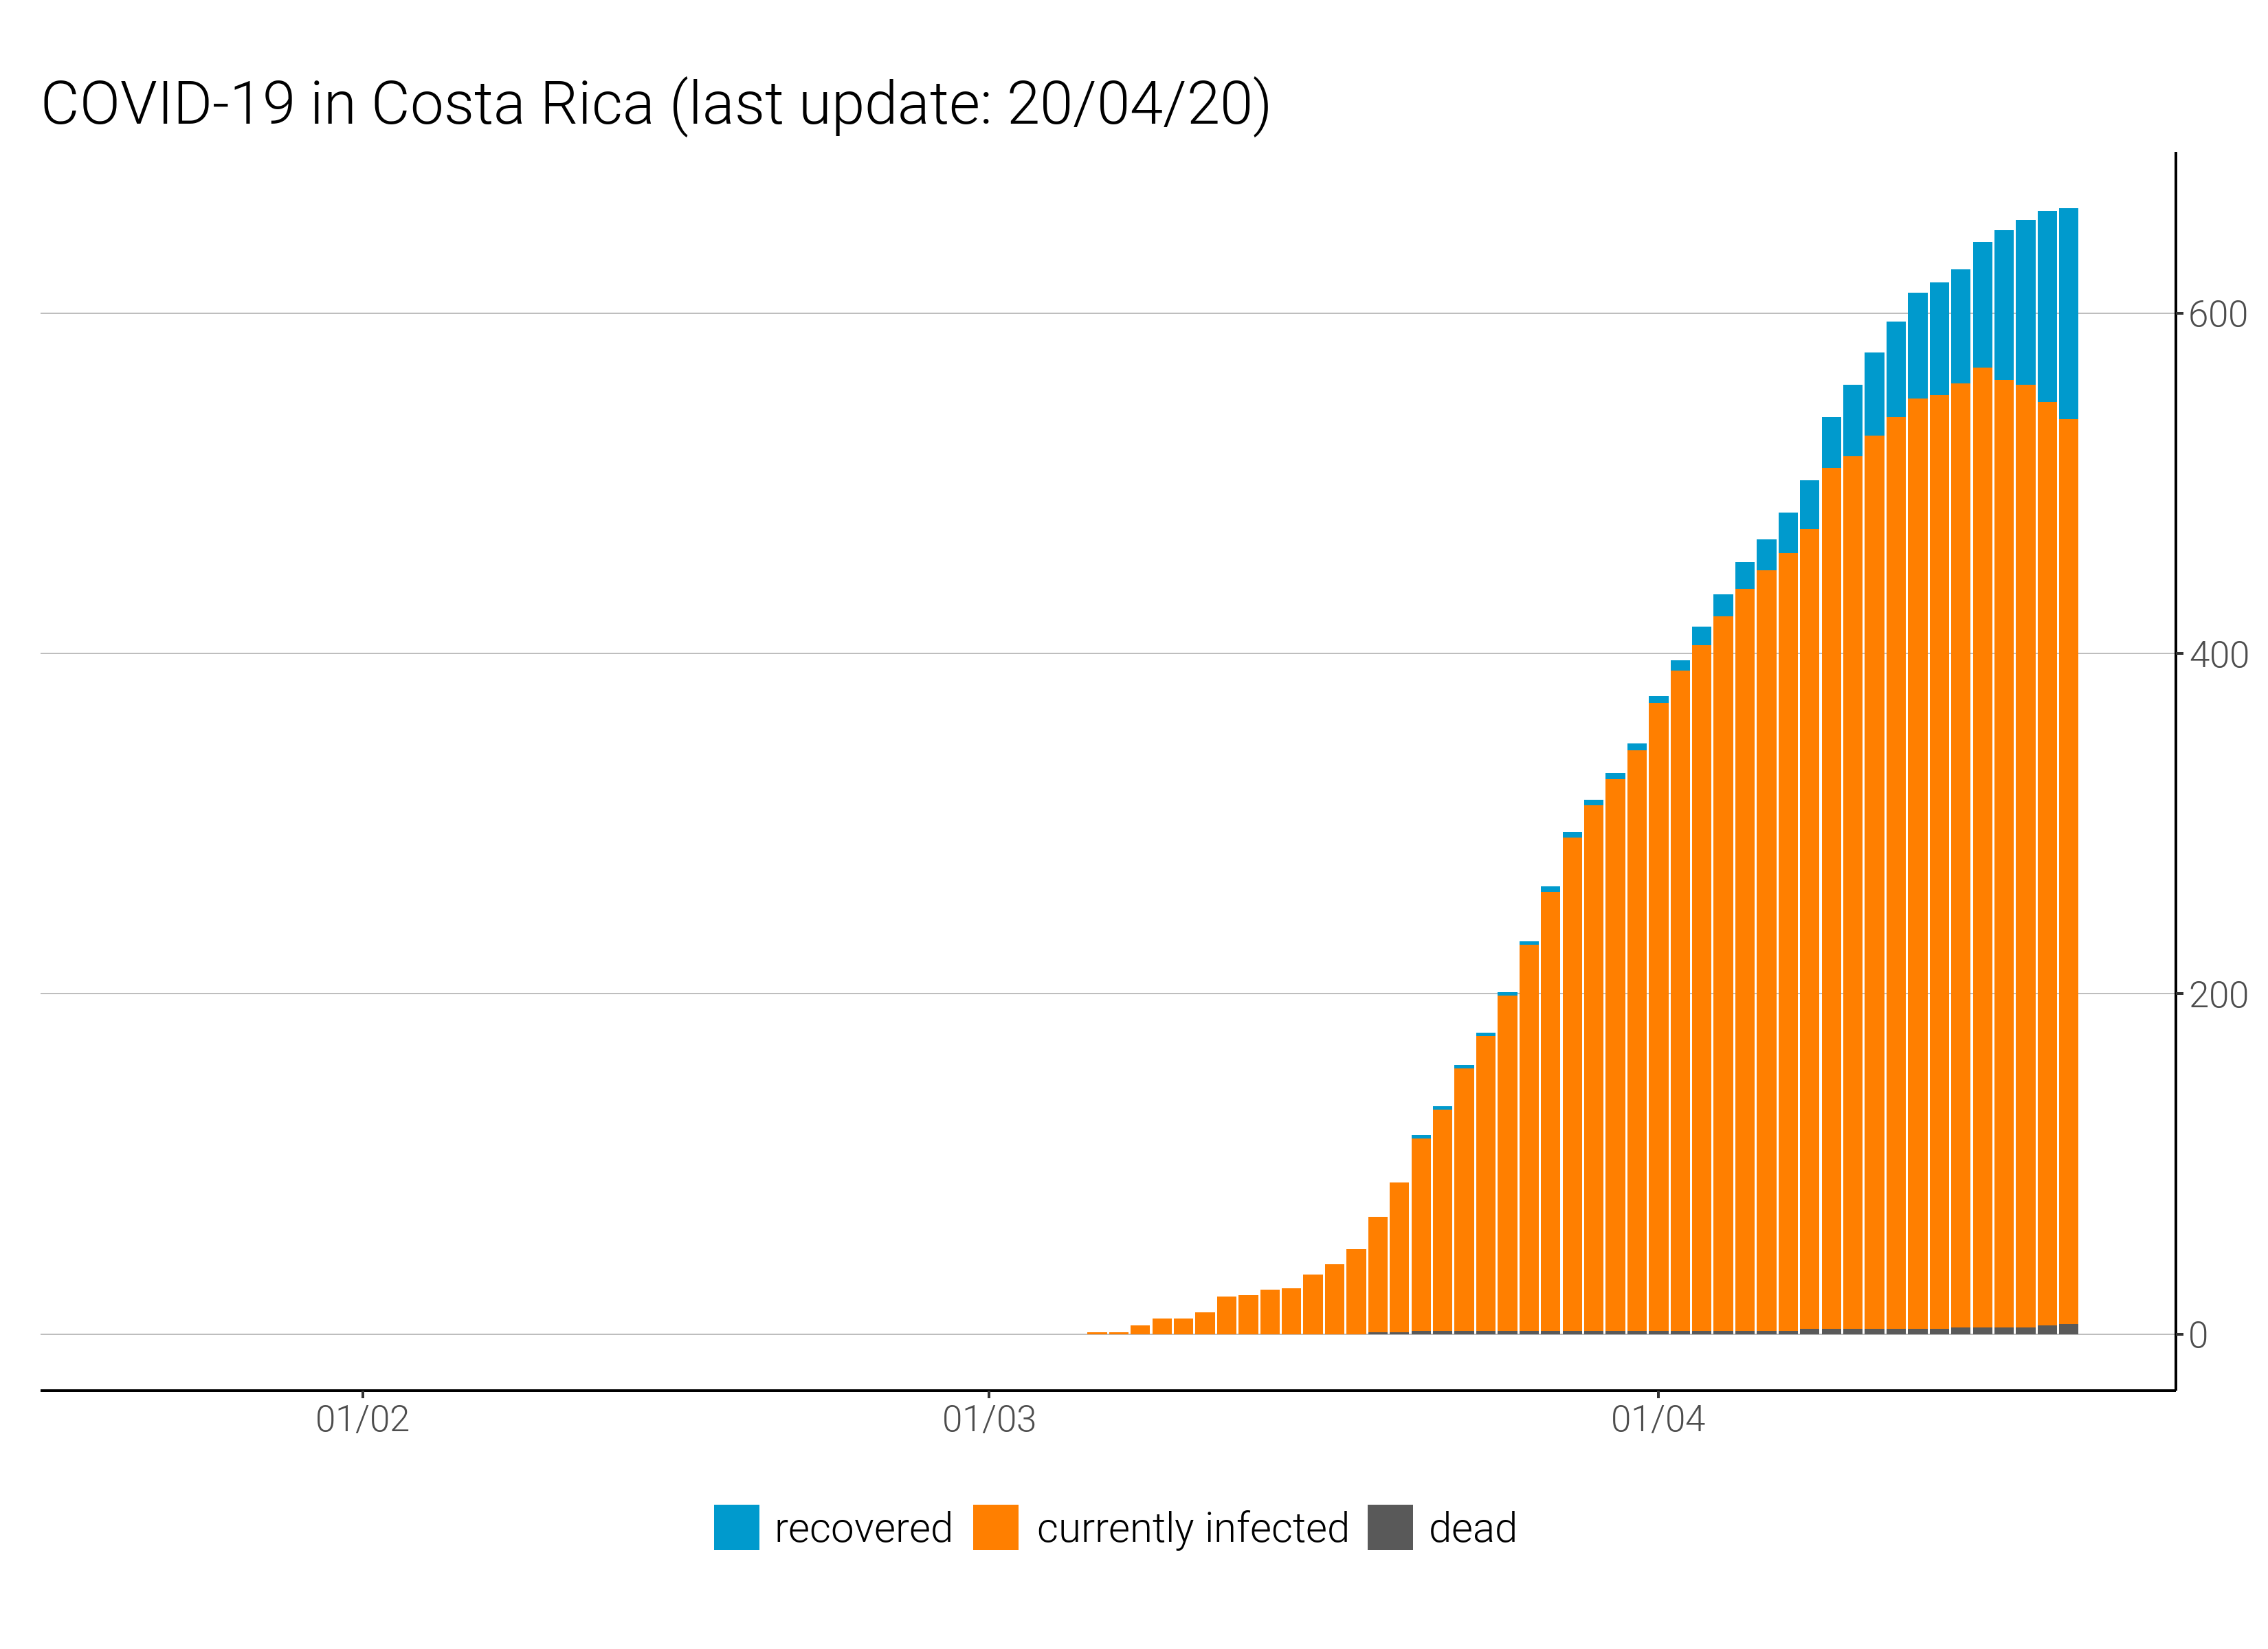 COVID-19 in Costa Rica (last update: 20/04/20)
600
400
200
0
01/02 01/03 01/04
recovered currently infected dead